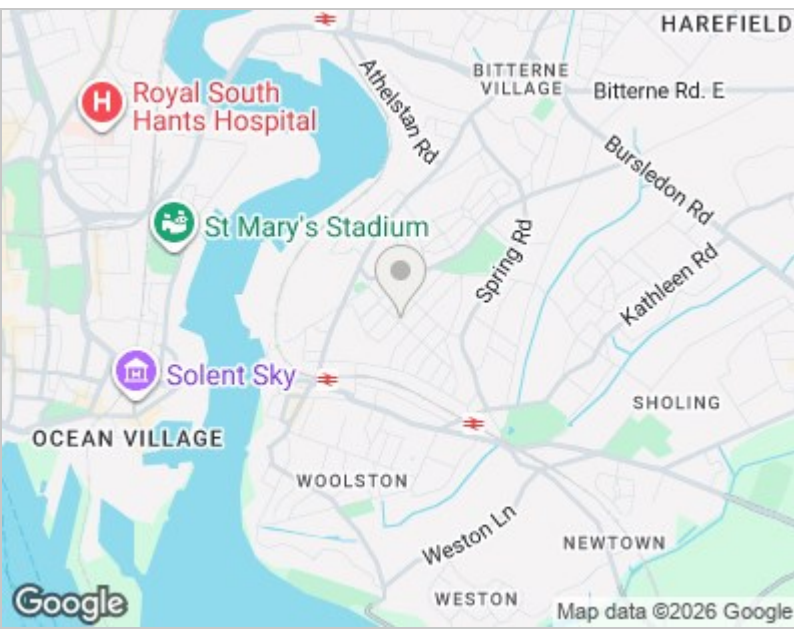 HAREFIELD
BITTERNE
VILLAGE
Bitterne Rd. E
Athelstan Rd
H
Royal South
Hants Hospital
Bursledon Rd
St Mary's Stadium
Spring Rd
Kathleen Rd
Solent Sky
SHOLING
OCEAN VILLAGE
WOOLSTON
Weston Ln
NEWTOWN
WESTON
Google
Map data ©2026 Google